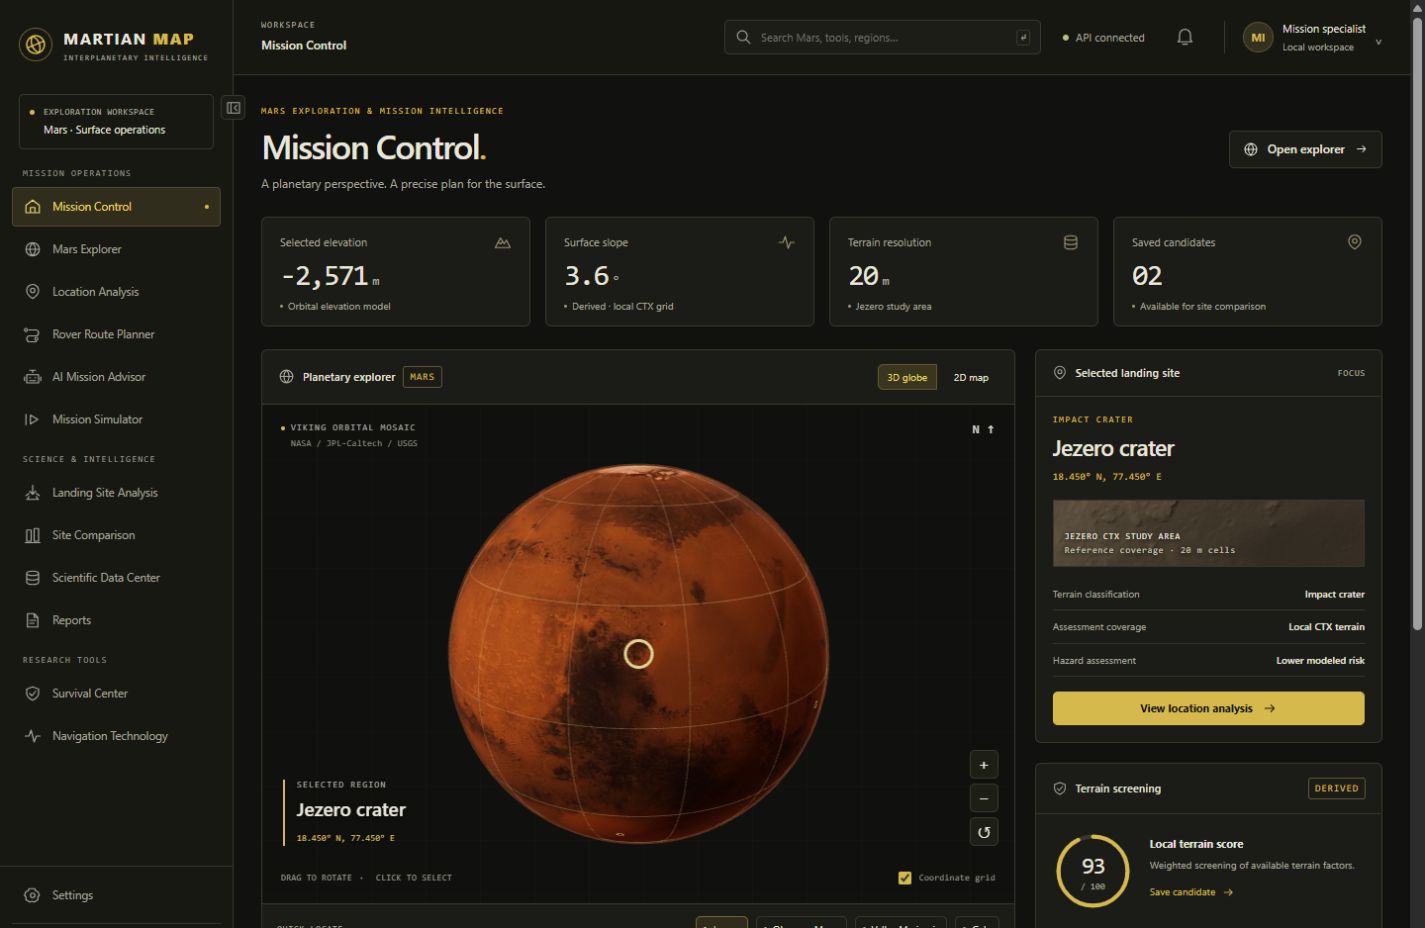 MARTIAN MAP
INTERPLANETARY INTELLIGENCE
EXPLORATION WORKSPACE
Mars · Surface operations
MISSION OPERATIONS
Mission Control
Mars Explorer
Location Analysis
Rover Route Planner
AI Mission Advisor
Mission Simulator
SCIENCE & INTELLIGENCE
Landing Site Analysis
Site Comparison
Scientific Data Center
Reports
RESEARCH TOOLS
Survival Center
Navigation Technology
Settings
WORKSPACE
Mission Control
Search Mars, tools, regions...
API connected
MI
Mission specialist
Local workspace
MARS EXPLORATION & MISSION INTELLIGENCE
Mission Control.
A planetary perspective. A precise plan for the surface.
Open explorer →
Selected elevation
-2,571 m
• Orbital elevation model
Surface slope
3.6 °
• Derived · local CTX grid
Terrain resolution
20 m
• Jezero study area
Saved candidates
02
• Available for site comparison
Planetary explorer MARS
3D globe 2D map
VIKING ORBITAL MOSAIC
NASA / JPL-Caltech / USGS
N ↑
SELECTED REGION
Jezero crater
18.450° N, 77.450° E
+
−
↺
DRAG TO ROTATE · CLICK TO SELECT
Coordinate grid
Selected landing site FOCUS
IMPACT CRATER
Jezero crater
18.450° N, 77.450° E
JEZERO CTX STUDY AREA
Reference coverage · 20 m cells
Terrain classification Impact crater
Assessment coverage Local CTX terrain
Hazard assessment Lower modeled risk
View location analysis →
Terrain screening DERIVED
93
/ 100
Local terrain score
Weighted screening of available terrain factors.
Save candidate →